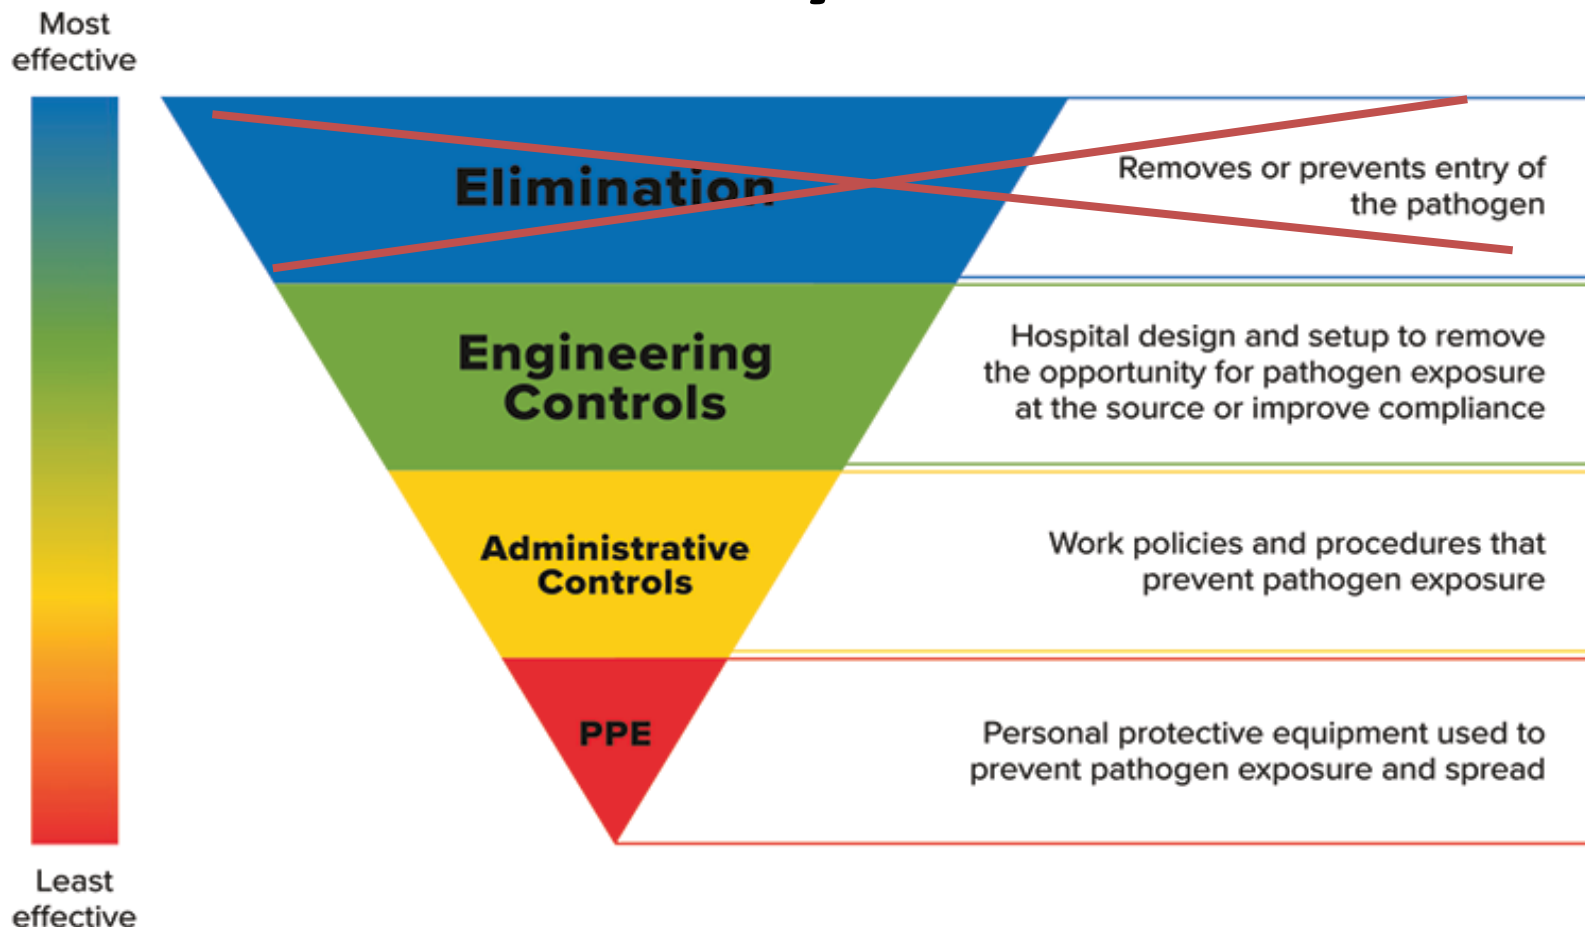 Most
effective
Elimination
Removes or prevents entry of
the pathogen
Engineering
Controls
Hospital design and setup to remove
the opportunity for pathogen exposure
at the source or improve compliance
Administrative
Controls
Work policies and procedures that
prevent pathogen exposure
PPE
Personal protective equipment used to
prevent pathogen exposure and spread
Least
effective